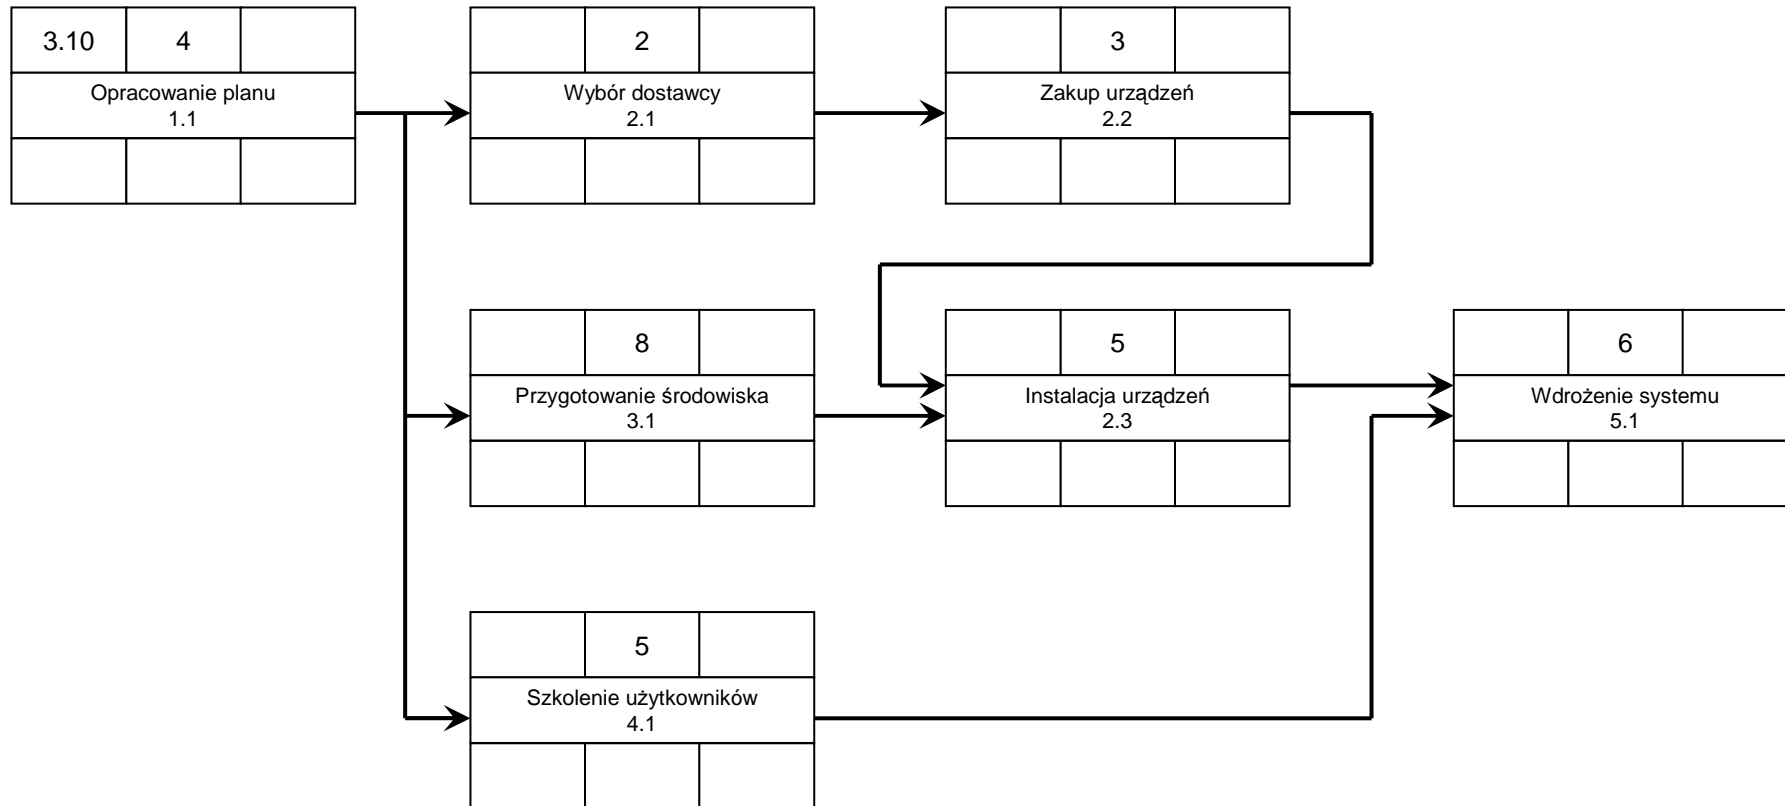 3.10 4
Opracowanie planu
1.1
2
Wybór dostawcy
2.1
3
Zakup urządzeń
2.2
8
Przygotowanie środowiska
3.1
5
Instalacja urządzeń
2.3
6
Wdrożenie systemu
5.1
5
Szkolenie użytkowników
4.1